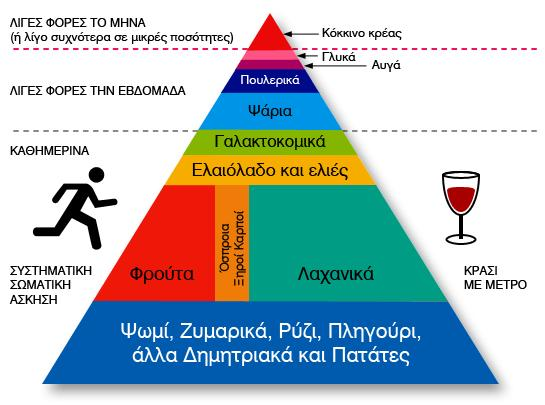 ΛΙΓΕΣ ΦΟΡΕΣ ΤΟ ΜΗΝΑ
(ή λίγο συχνότερα σε μικρές ποσότητες)
Κόκκινο κρέας
Γλυκά
Αυγά
Πουλερικά
ΛΙΓΕΣ ΦΟΡΕΣ ΤΗΝ ΕΒΔΟΜΑΔΑ
Ψάρια
Γαλακτοκομικά
ΚΑΘΗΜΕΡΙΝΑ
Ελαιόλαδο και ελιές
Όσπροια
Ξηροί Καρποί
Φρούτα
Λαχανικά
ΣΥΣΤΗΜΑΤΙΚΗ
ΣΩΜΑΤΙΚΗ
ΑΣΚΗΣΗ
ΚΡΑΣΙ
ΜΕ ΜΕΤΡΟ
Ψωμί, Ζυμαρικά, Ρύζι, Πληγούρι,
άλλα Δημητριακά και Πατάτες